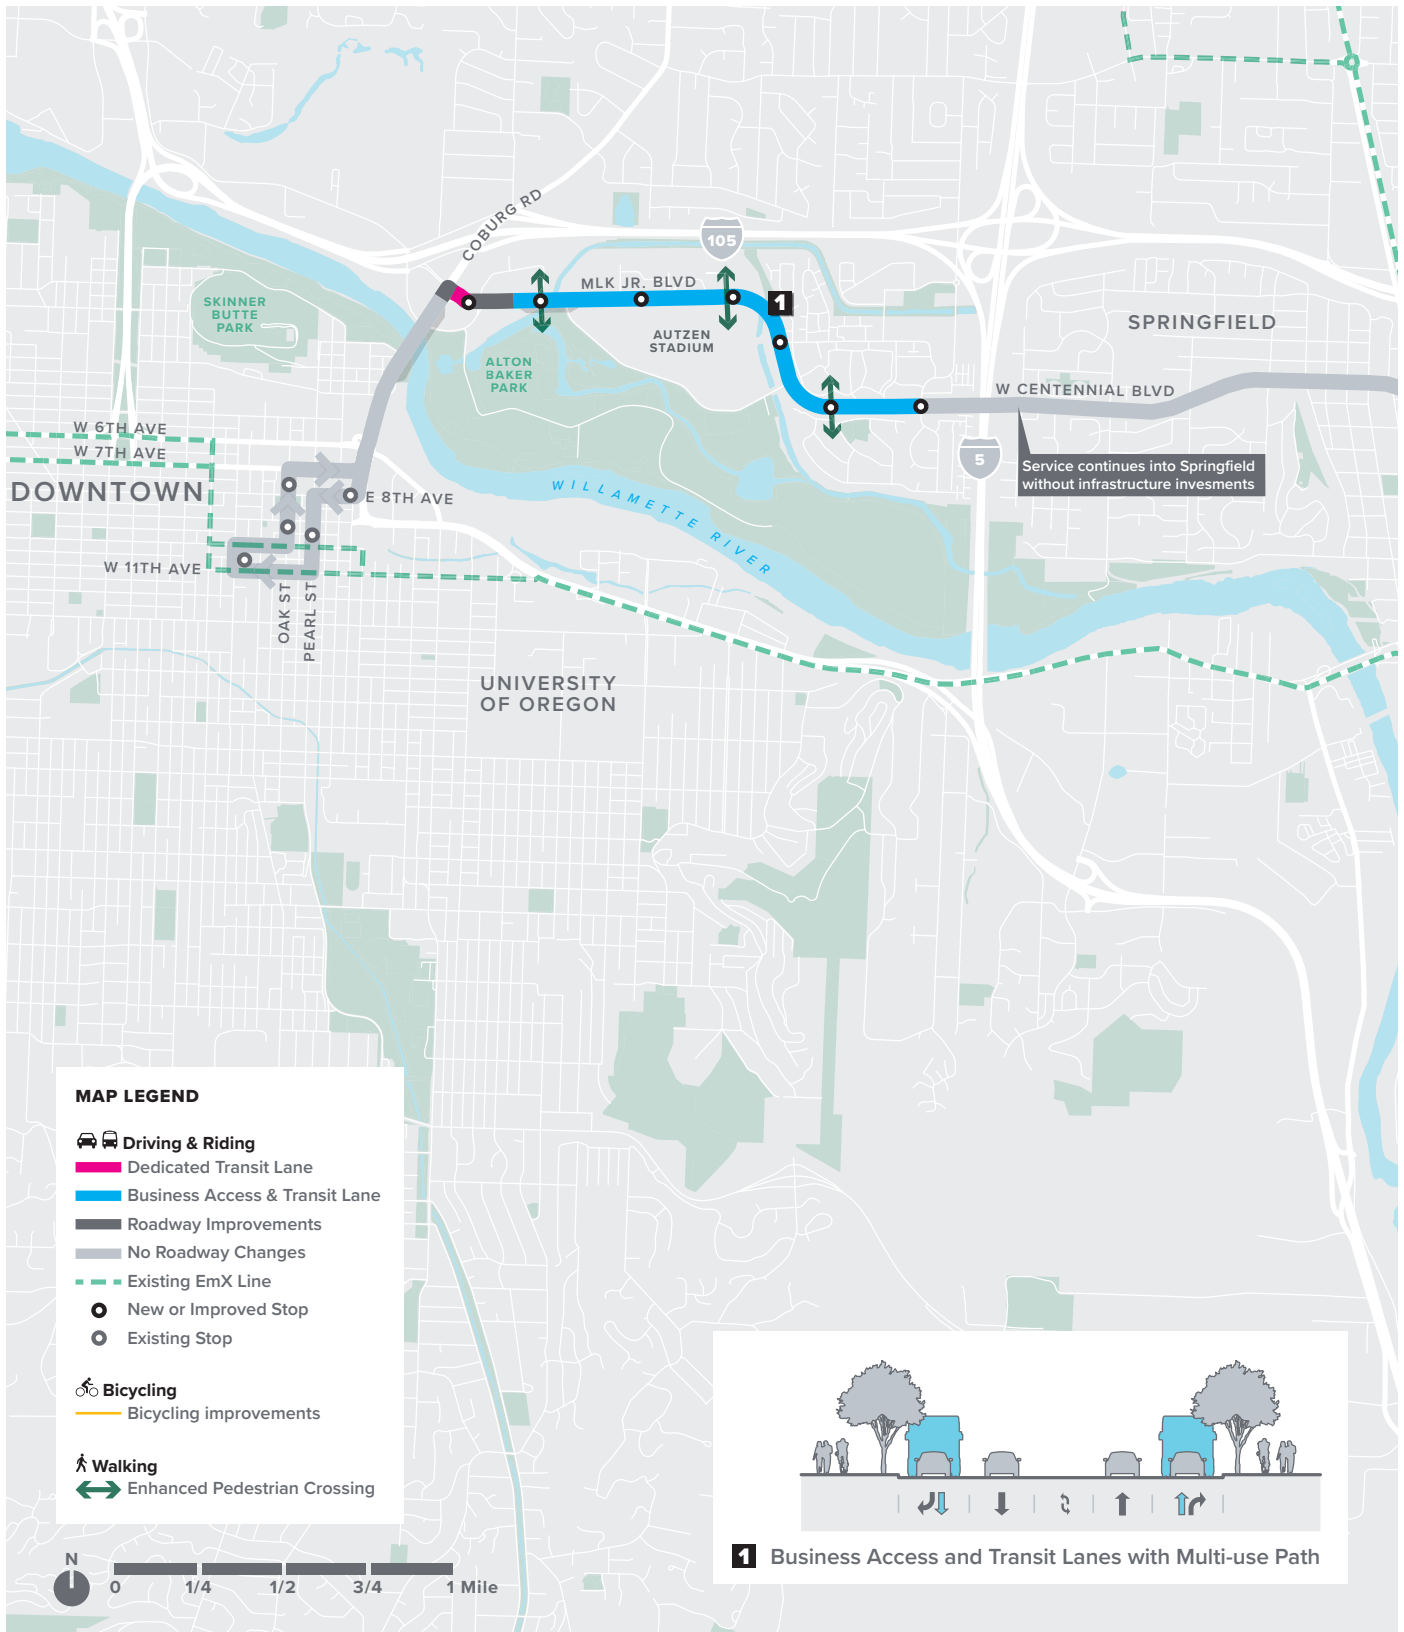 COBURG RD
105
MLK JR. BLVD
1
SKINNER
BUTTE
PARK
AUTZEN
STADIUM
SPRINGFIELD
ALTON
BAKER
PARK
W CENTENNIAL BLVD
W 6TH AVE
W 7TH AVE
5
Service continues into Springfield
without infrastructure invesments
DOWNTOWN
E 8TH AVE
WILLAMETTE RIVER
W 11TH AVE
OAK ST
PEARL ST
UNIVERSITY
OF OREGON
MAP LEGEND
Driving & Riding
Dedicated Transit Lane
Business Access & Transit Lane
Roadway Improvements
No Roadway Changes
Existing EmX Line
New or Improved Stop
Existing Stop
Bicycling
Bicycling improvements
Walking
Enhanced Pedestrian Crossing
N
0 1/4 1/2 3/4 1 Mile
1 Business Access and Transit Lanes with Multi-use Path